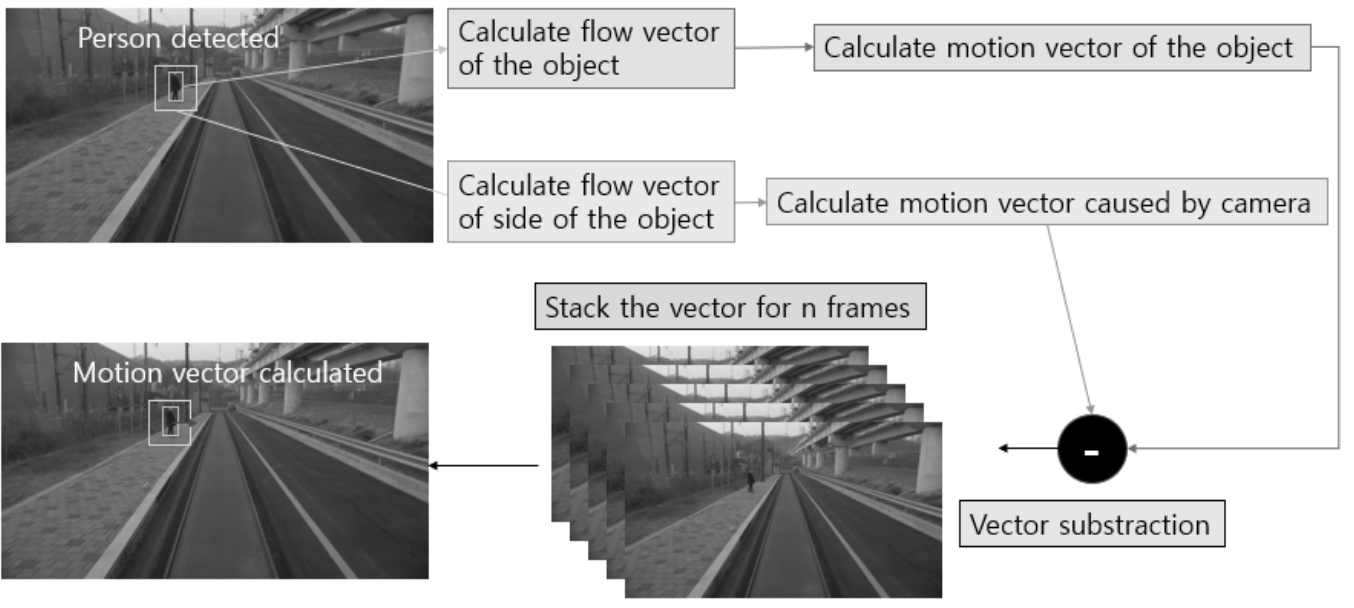 Person detected
Calculate flow vector
of the object
Calculate motion vector of the object
Calculate flow vector
of side of the object
Calculate motion vector caused by camera
Stack the vector for n frames
Motion vector calculated
-
Vector substraction